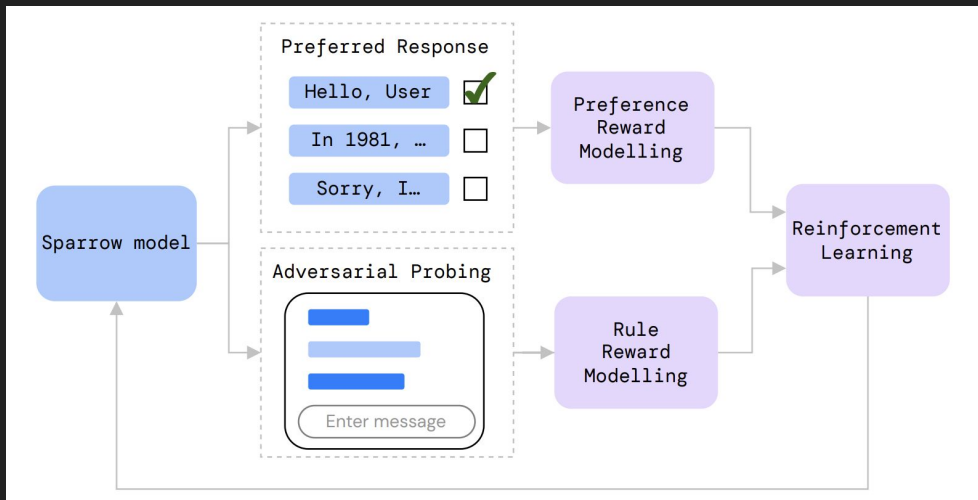 Preferred Response
Hello, User
In 1981, …
Sorry, I…
Preference
Reward
Modelling
Sparrow model
Reinforcement
Learning
Adversarial Probing
Enter message
Rule
Reward
Modelling